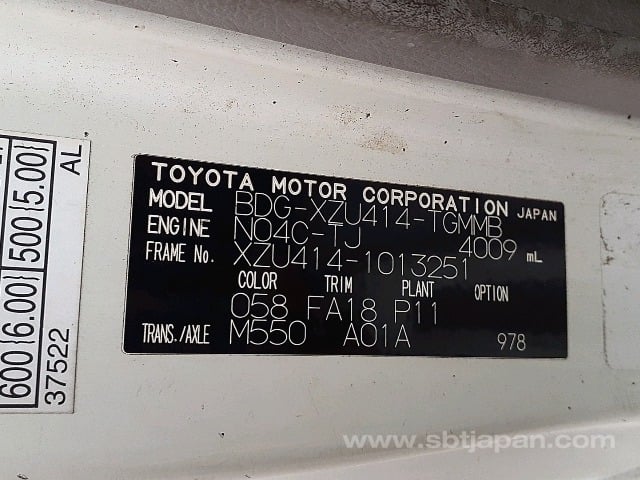 TOYOTA MOTOR CORPORATION JAPAN
MODEL BDG-XZU414-TGMMB
ENGINE N04C-TJ 4009 mL
FRAME No. XZU414-1013251
COLOR TRIM PLANT OPTION
058 FA18 P11
TRANS./AXLE M550 A01A 978
600 (6.00) 500 (5.00)
37522 AL
www.sbtjapan.com